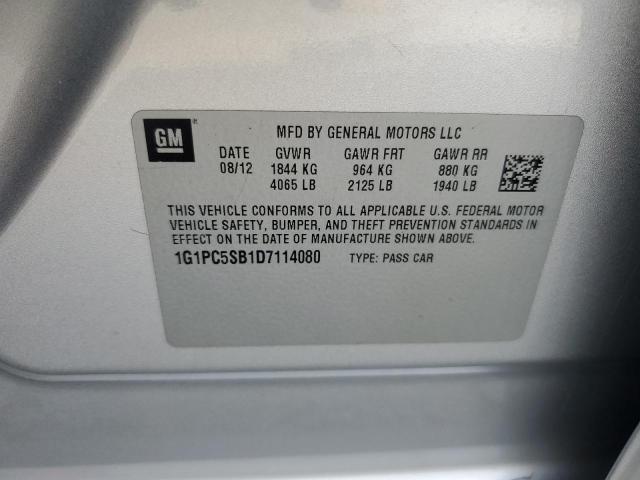 GM
MFD BY GENERAL MOTORS LLC
DATE GVWR GAWR FRT GAWR RR
08/12 1844 KG 964 KG 880 KG
4065 LB 2125 LB 1940 LB
THIS VEHICLE CONFORMS TO ALL APPLICABLE U.S. FEDERAL MOTOR
VEHICLE SAFETY, BUMPER, AND THEFT PREVENTION STANDARDS IN
EFFECT ON THE DATE OF MANUFACTURE SHOWN ABOVE.
1G1PC5SB1D7114080 TYPE: PASS CAR